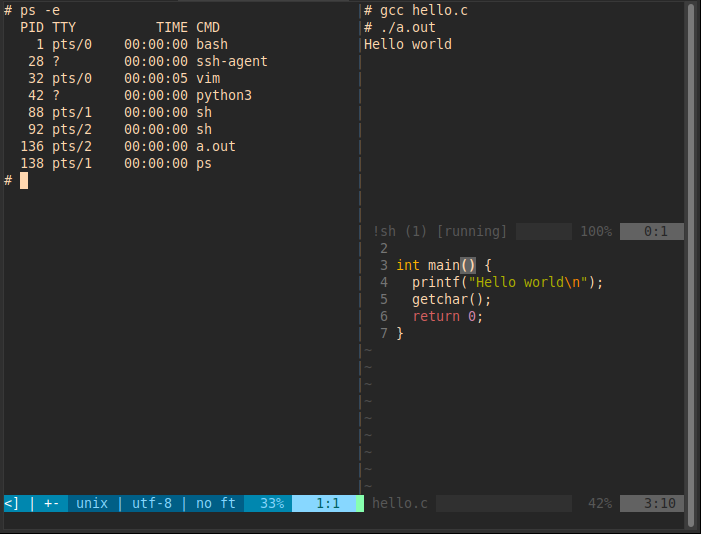 # ps -e
PID TTY TIME CMD
1 pts/0 00:00:00 bash
28 ? 00:00:00 ssh-agent
32 pts/0 00:00:05 vim
42 ? 00:00:00 python3
88 pts/1 00:00:00 sh
92 pts/2 00:00:00 sh
136 pts/2 00:00:00 a.out
138 pts/1 00:00:00 ps
#
<] | +- unix | utf-8 | no ft 33% 1:1
# gcc hello.c
# ./a.out
Hello world
!sh (1) [running] 100% 0:1
2
3 int main() {
4 printf("Hello world\n");
5 getchar();
6 return 0;
7 }
~
~
~
~
~
~
~
~
~
hello.c 42% 3:10